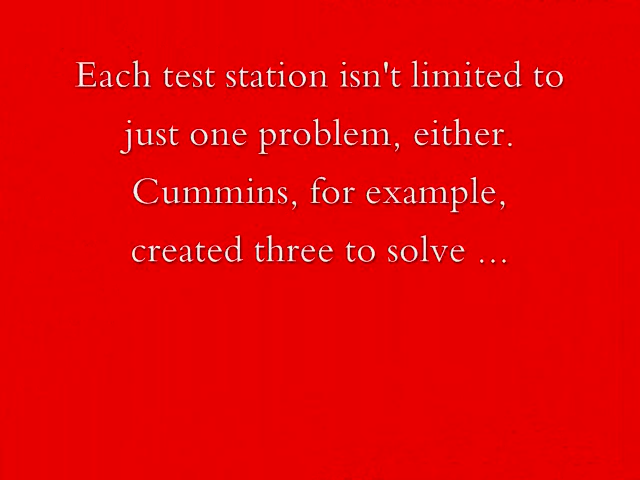 Each test station isn't limited to
just one problem, either.
Cummins, for example,
created three to solve ...